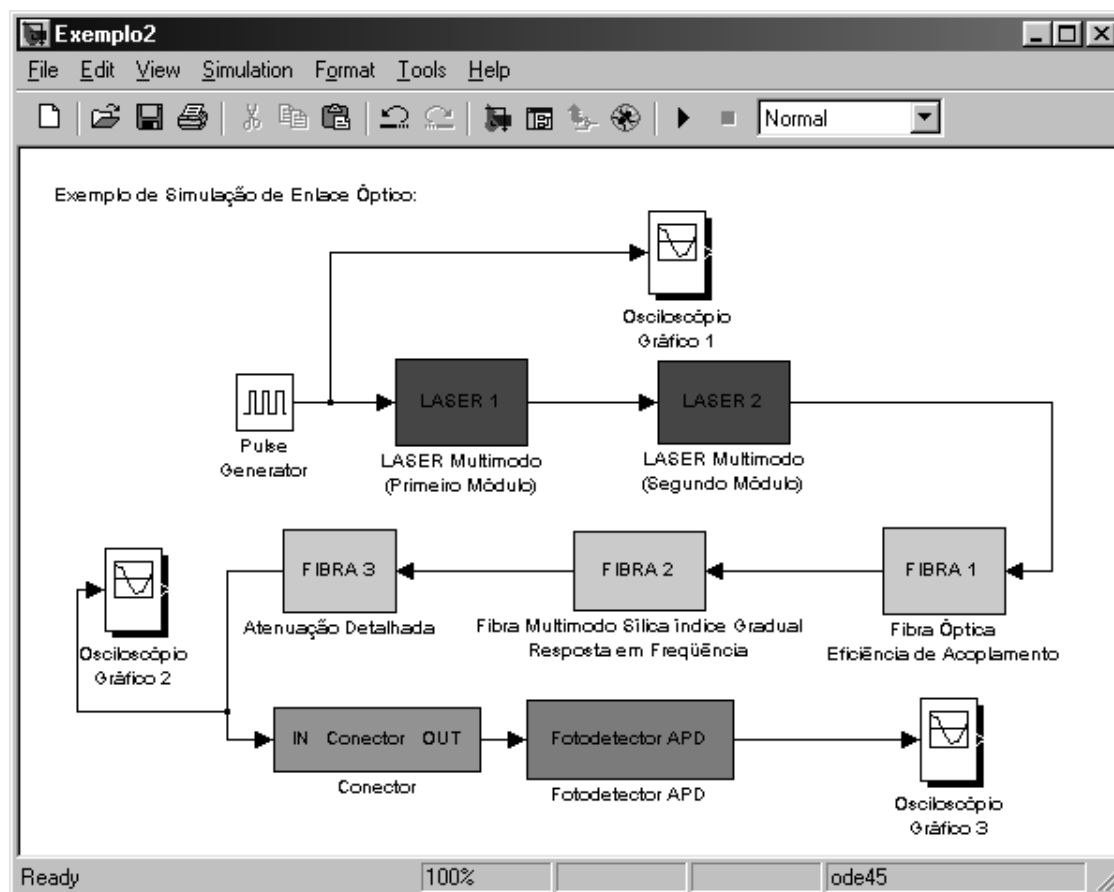 Exemplo2
File Edit View Simulation Format Tools Help
Normal
Exemplo de Simulação de Enlace Óptico:
Osciloscópio
Gráfico 1
LASER 1
LASER 2
Pulse
Generator
LASER Multimodo
(Primeiro Módulo)
LASER Multimodo
(Segundo Módulo)
FIBRA 3
FIBRA 2
FIBRA 1
Atenuação Detalhada
Fibra Multimodo Sílica índice Gradual
Resposta em Freqüência
Fibra Óptica
Eficiência de Acoplamento
Osciloscópio
Gráfico 2
IN Conector OUT
Fotodetector APD
Conector
Fotodetector APD
Osciloscópio
Gráfico 3
Ready
100%
ode45